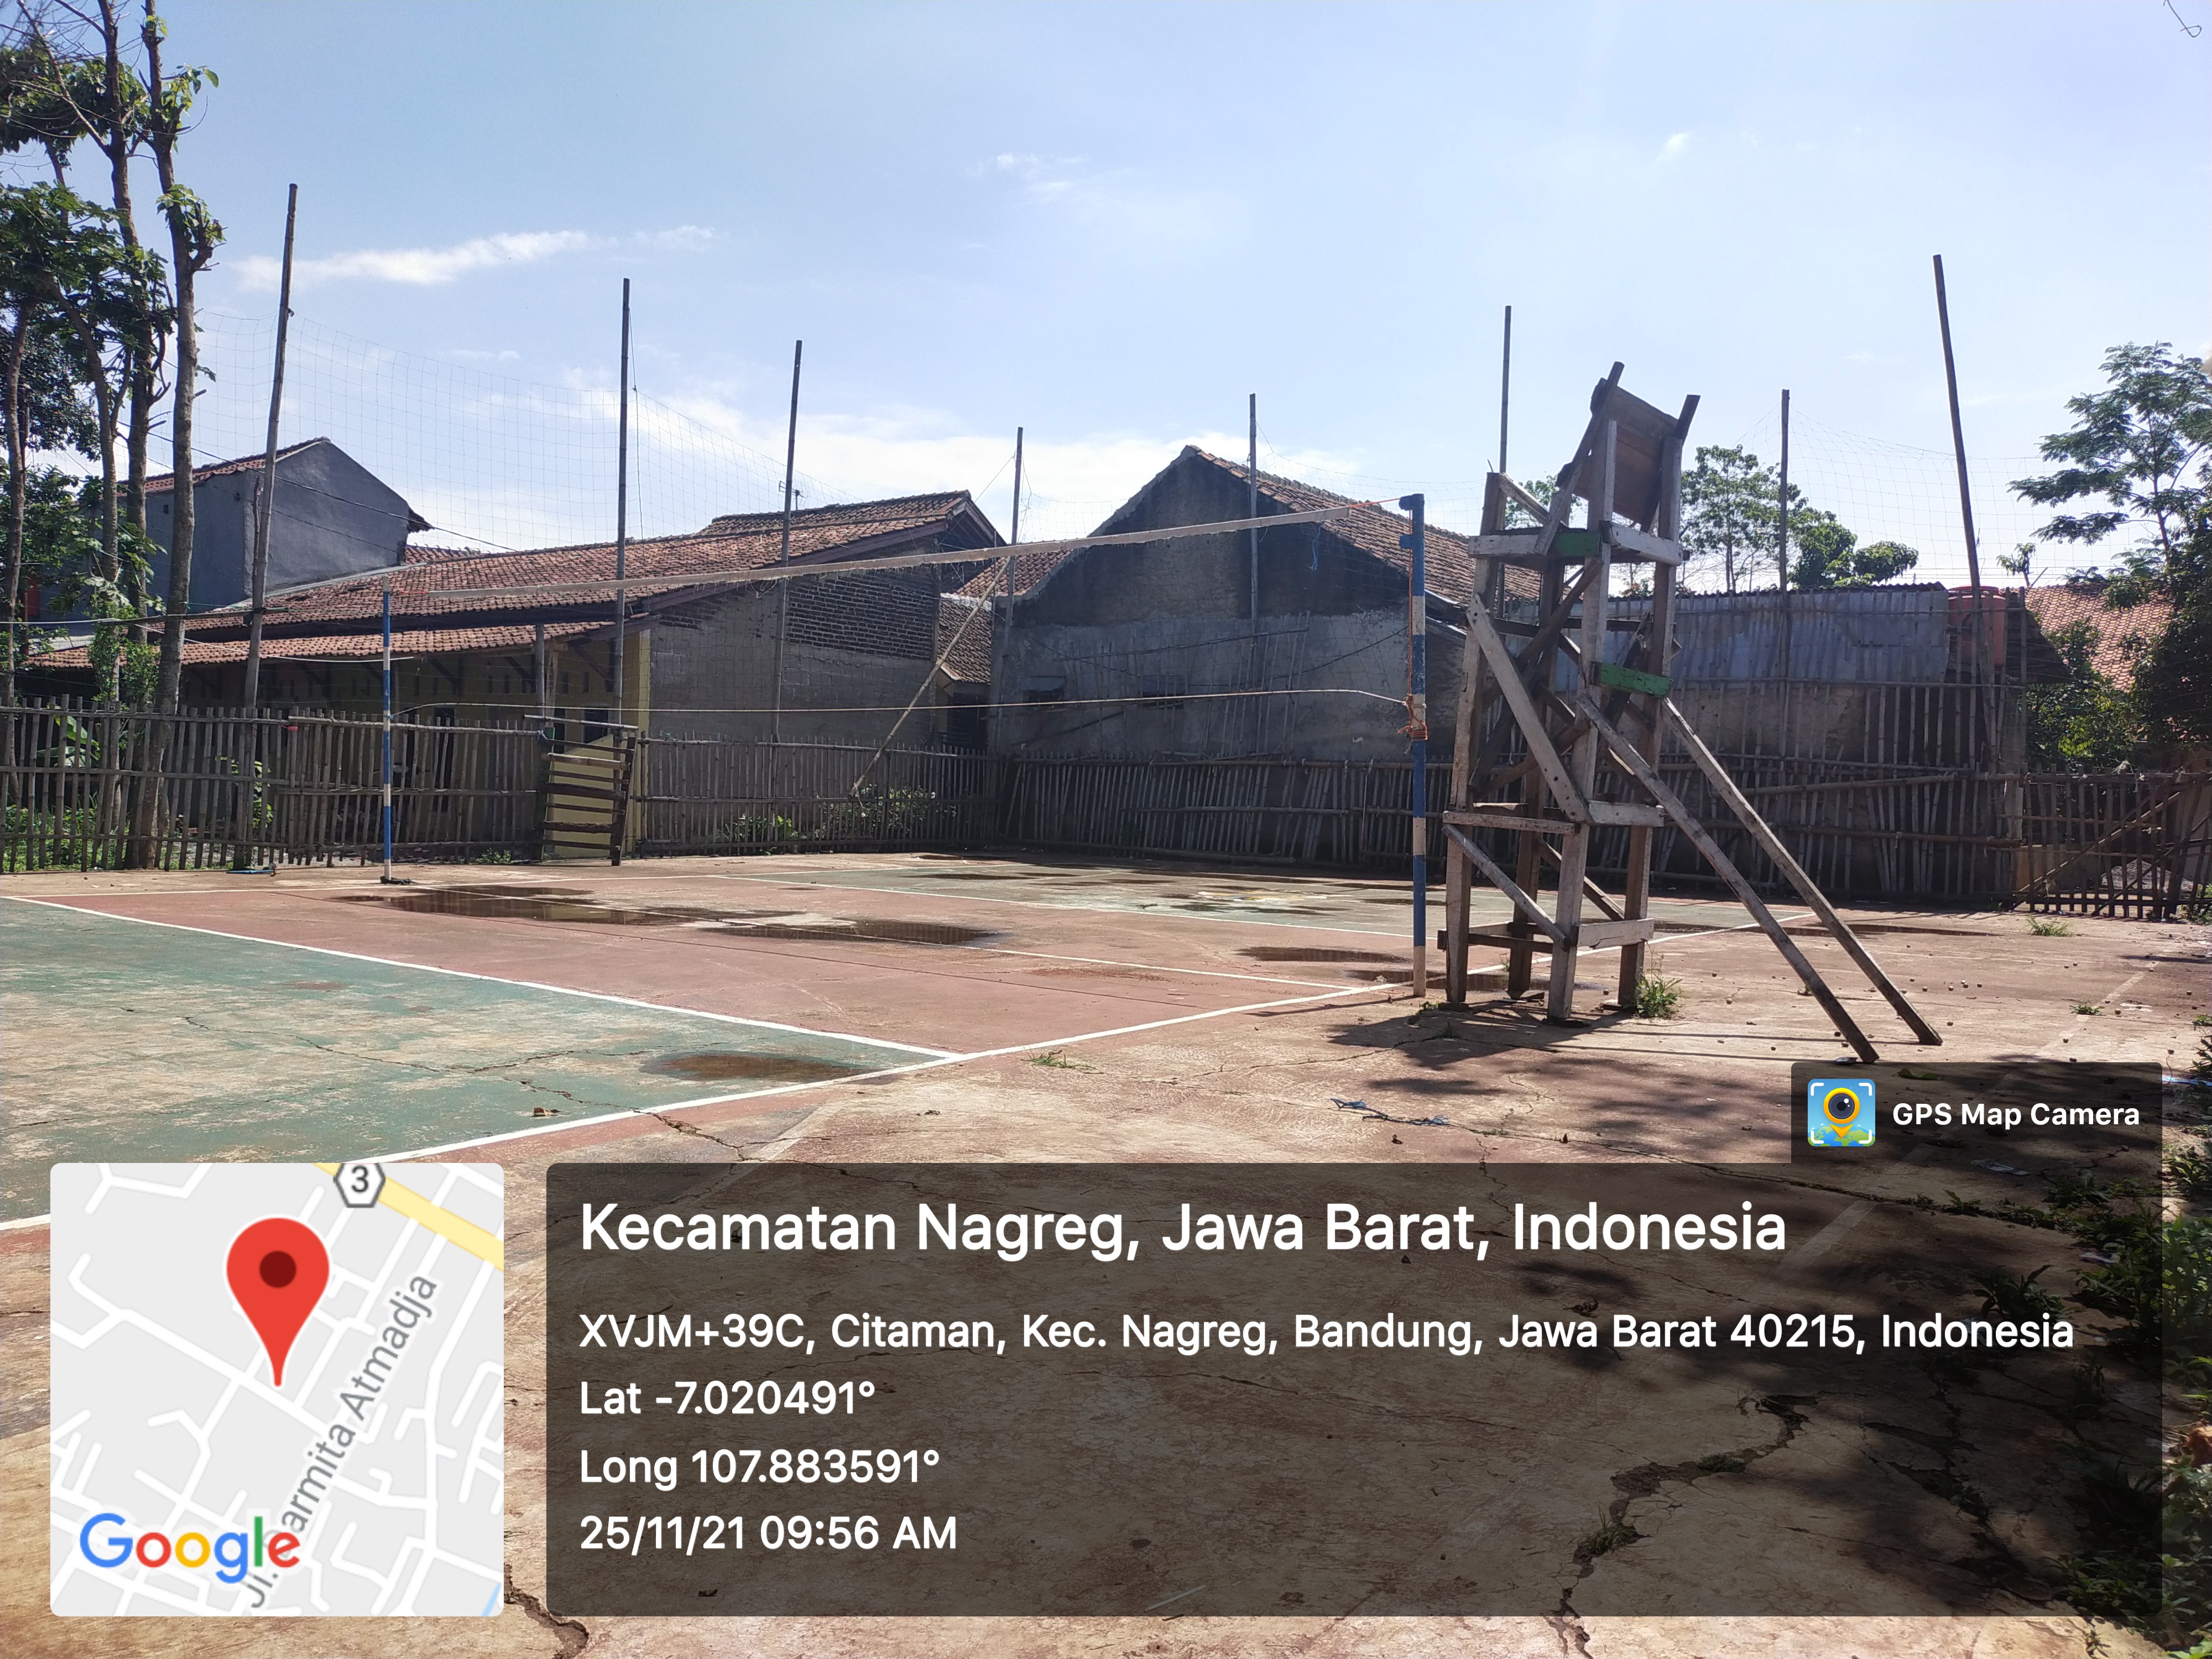 GPS Map Camera
3
Jl. Darmita Atmadja
Google
Kecamatan Nagreg, Jawa Barat, Indonesia
XVJM+39C, Citaman, Kec. Nagreg, Bandung, Jawa Barat 40215, Indonesia
Lat -7.020491°
Long 107.883591°
25/11/21 09:56 AM